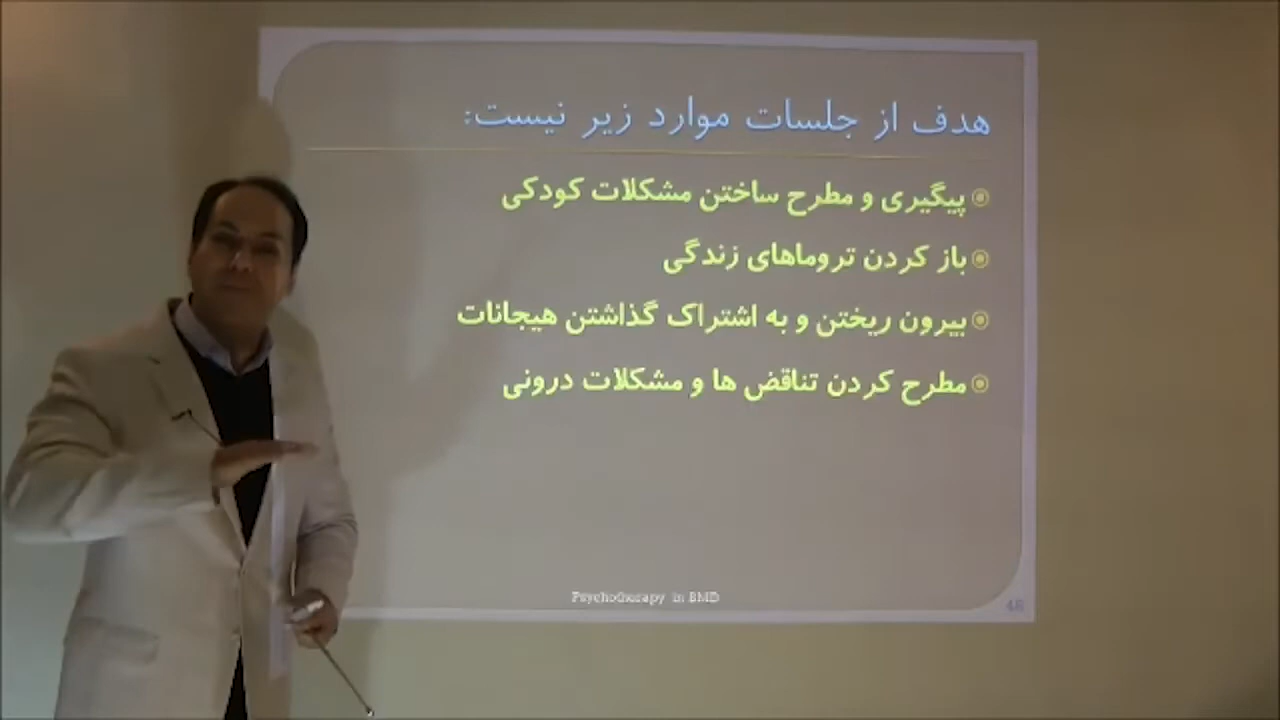 هدف از جلسات موارد زیر نیست:
پیگیری و مطرح ساختن مشکلات کودکی
باز کردن تروماهای زندگی
بیرون ریختن و به اشتراک گذاشتن هیجانات
مطرح کردن تناقض ها و مشکلات درونی
Psychotherapy in BMD
48